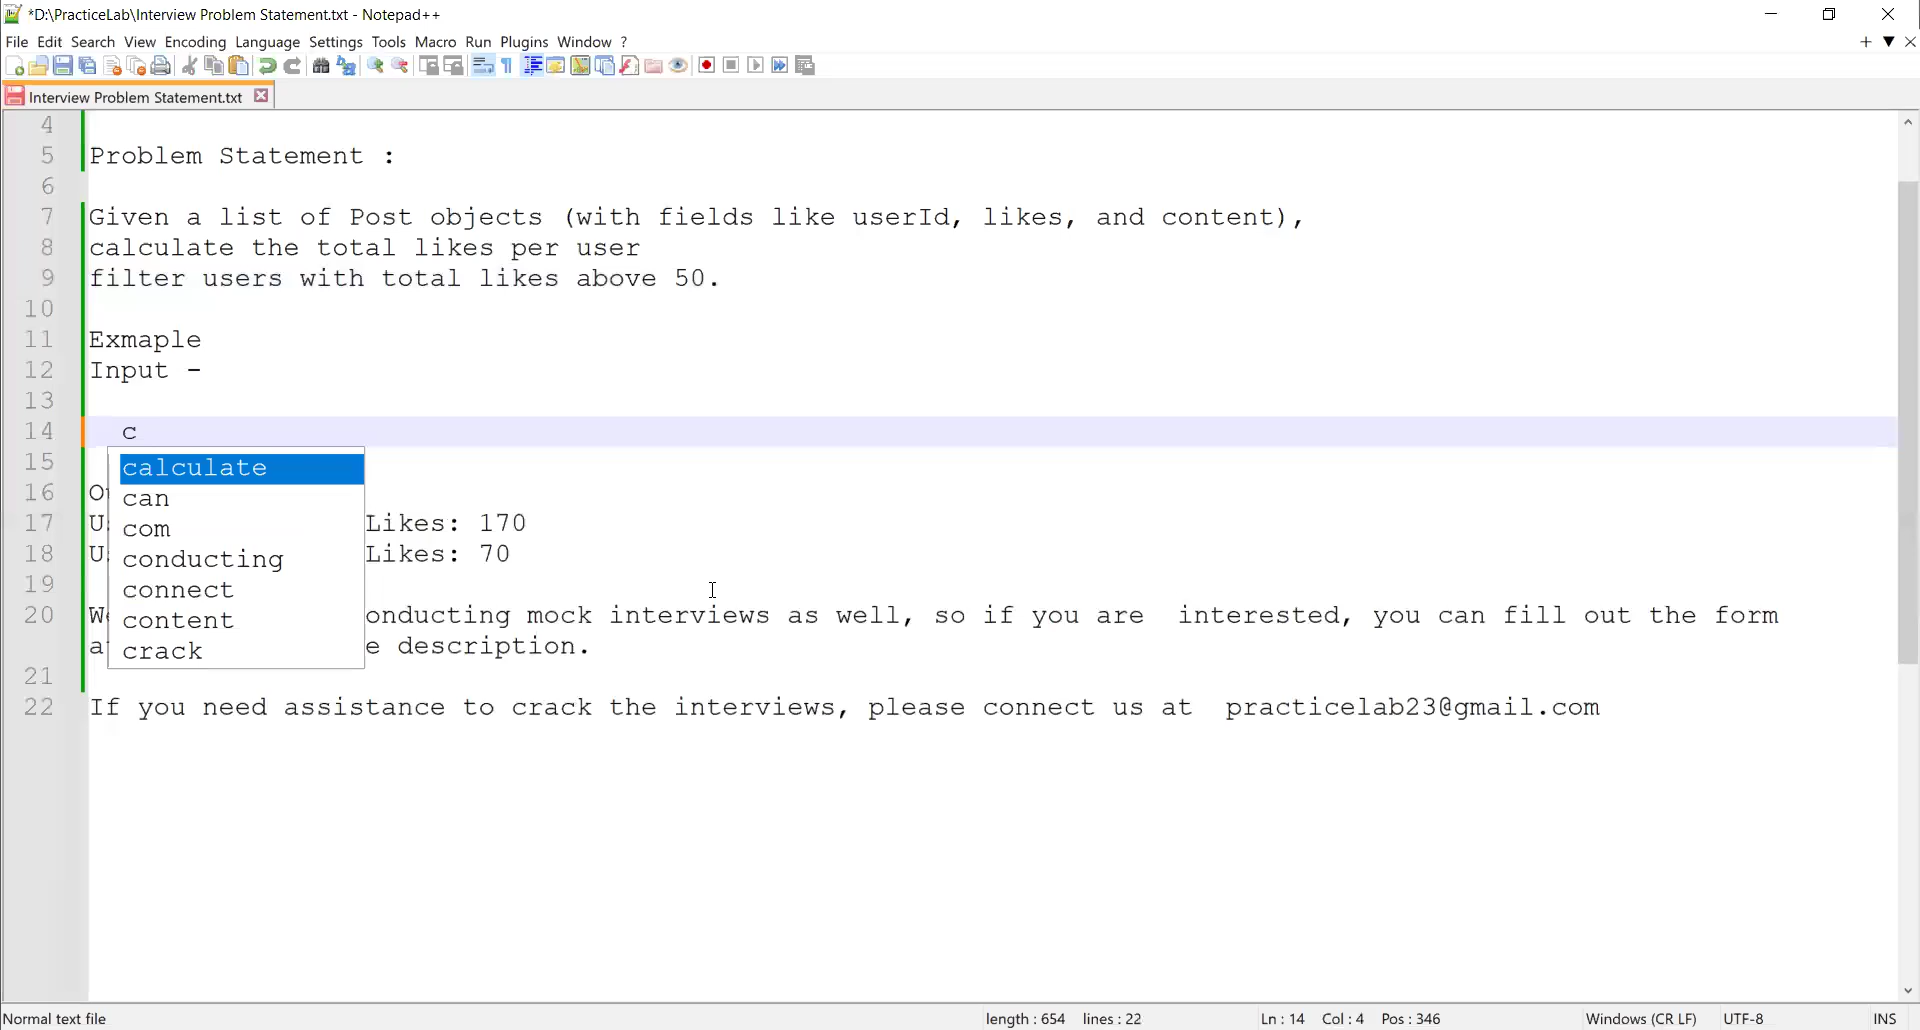 *D:\PracticeLab\Interview Problem Statement.txt - Notepad++
File Edit Search View Encoding Language Settings Tools Macro Run Plugins Window ?
Interview Problem Statement.txt
4
5 Problem Statement :
6
7 Given a list of Post objects (with fields like userId, likes, and content),
8 calculate the total likes per user
9 filter users with total likes above 50.
10
11 Exmaple
12 Input -
13
14 c
15 calculate
16 can
17 Likes: 170
com
18 Likes: 70
conducting
19 connect
20 onducting mock interviews as well, so if you are interested, you can fill out the form
content
e description.
crack
21
22 If you need assistance to crack the interviews, please connect us at practicelab23@gmail.com
Normal text file length : 654 lines : 22 Ln : 14 Col : 4 Pos : 346 Windows (CR LF) UTF-8 INS